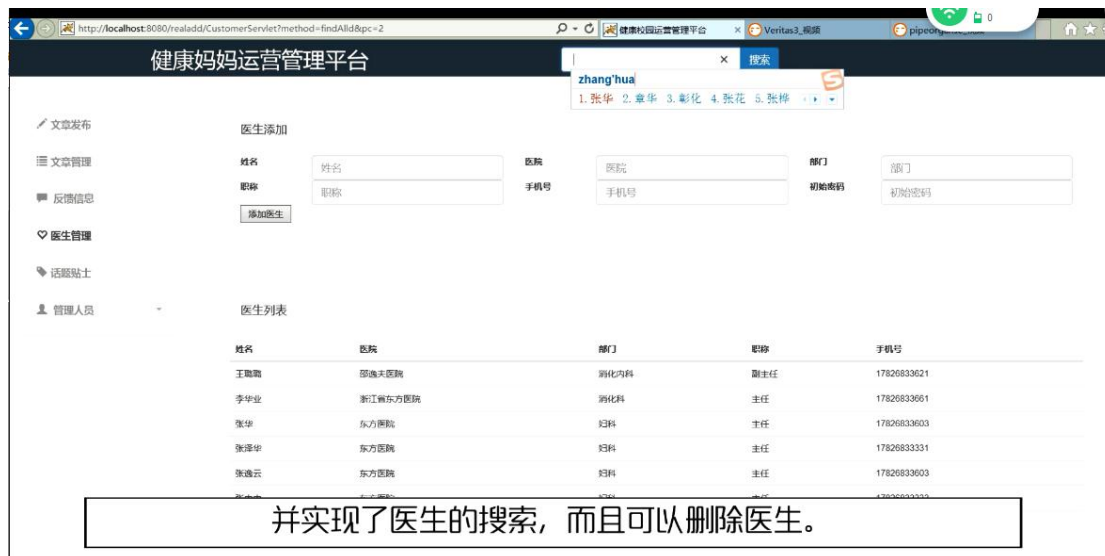 http://localhost:8080/realadd/CustomerServlet?method=findAlld&pc=2
健康校园运营管理平台
Veritas3_视频
0
健康妈妈运营管理平台
搜索
zhang'hua
1.张华 2.章华 3.彰化 4.张花 5.张桦
文章发布
医生添加
文章管理
姓名 姓名 医院 医院 部门 部门
职称 职称 手机号 手机号 初始密码 初始密码
反馈信息
添加医生
医生管理
话题贴士
管理人员
医生列表
姓名 医院 部门 职称 手机号
王聪聪 邵逸夫医院 消化内科 副主任 17826833621
李华业 浙江省东方医院 消化科 主任 17826833661
张华 东方医院 妇科 主任 17826833603
张泽华 东方医院 妇科 主任 17826833331
张逸云 东方医院 妇科 主任 17826833603
并实现了医生的搜索，而且可以删除医生。